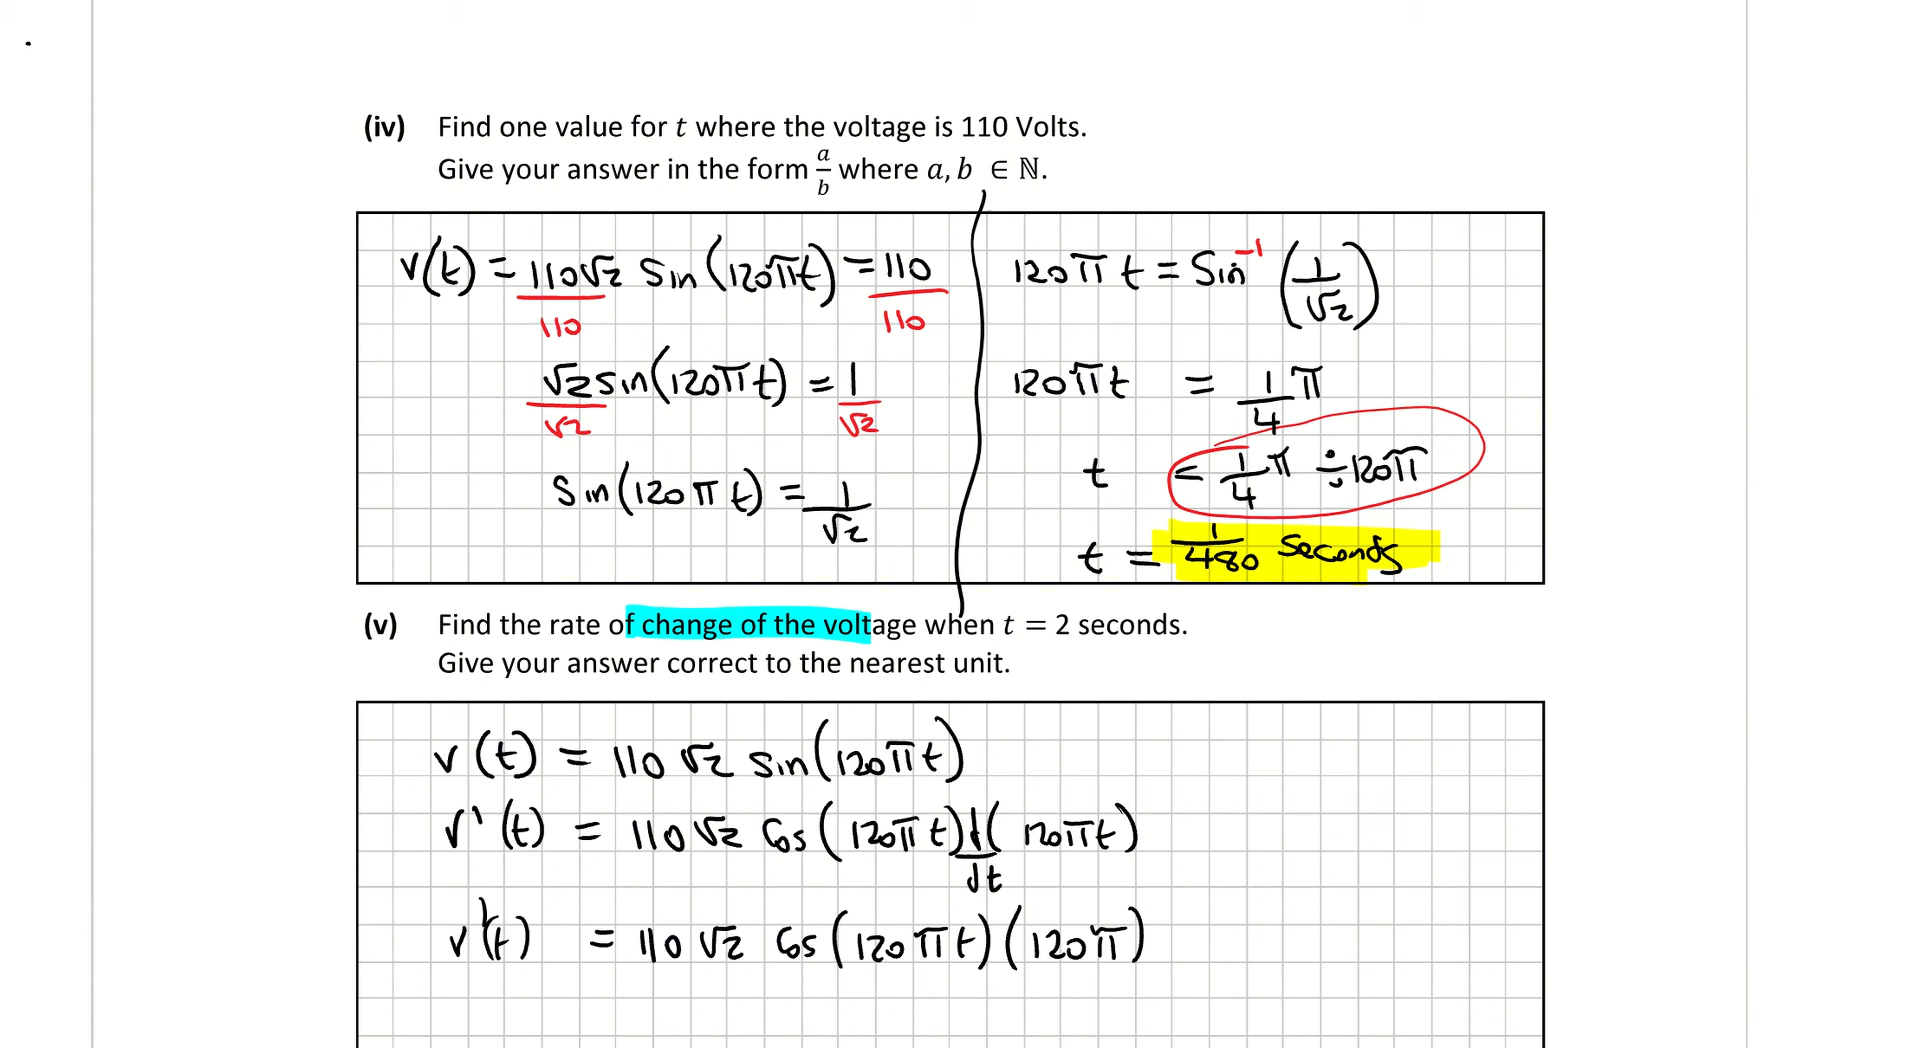 (iv) Find one value for t where the voltage is 110 Volts.
Give your answer in the form a/b where a, b ∈ ℕ.
v(t) = 110√2 sin(120πt) = 110
110 110
√2 sin(120πt) = 1
√2 √2
sin(120πt) = 1/√2
120πt = Sin⁻¹(1/√2)
120πt = 1/4 π
t = 1/4 π ÷ 120π
t = 1/480 Seconds
(v) Find the rate of change of the voltage when t = 2 seconds.
Give your answer correct to the nearest unit.
v(t) = 110√2 sin(120πt)
v'(t) = 110√2 Cos(120πt) d/dt(120πt)
v'(t) = 110√2 Cos(120πt)(120π)